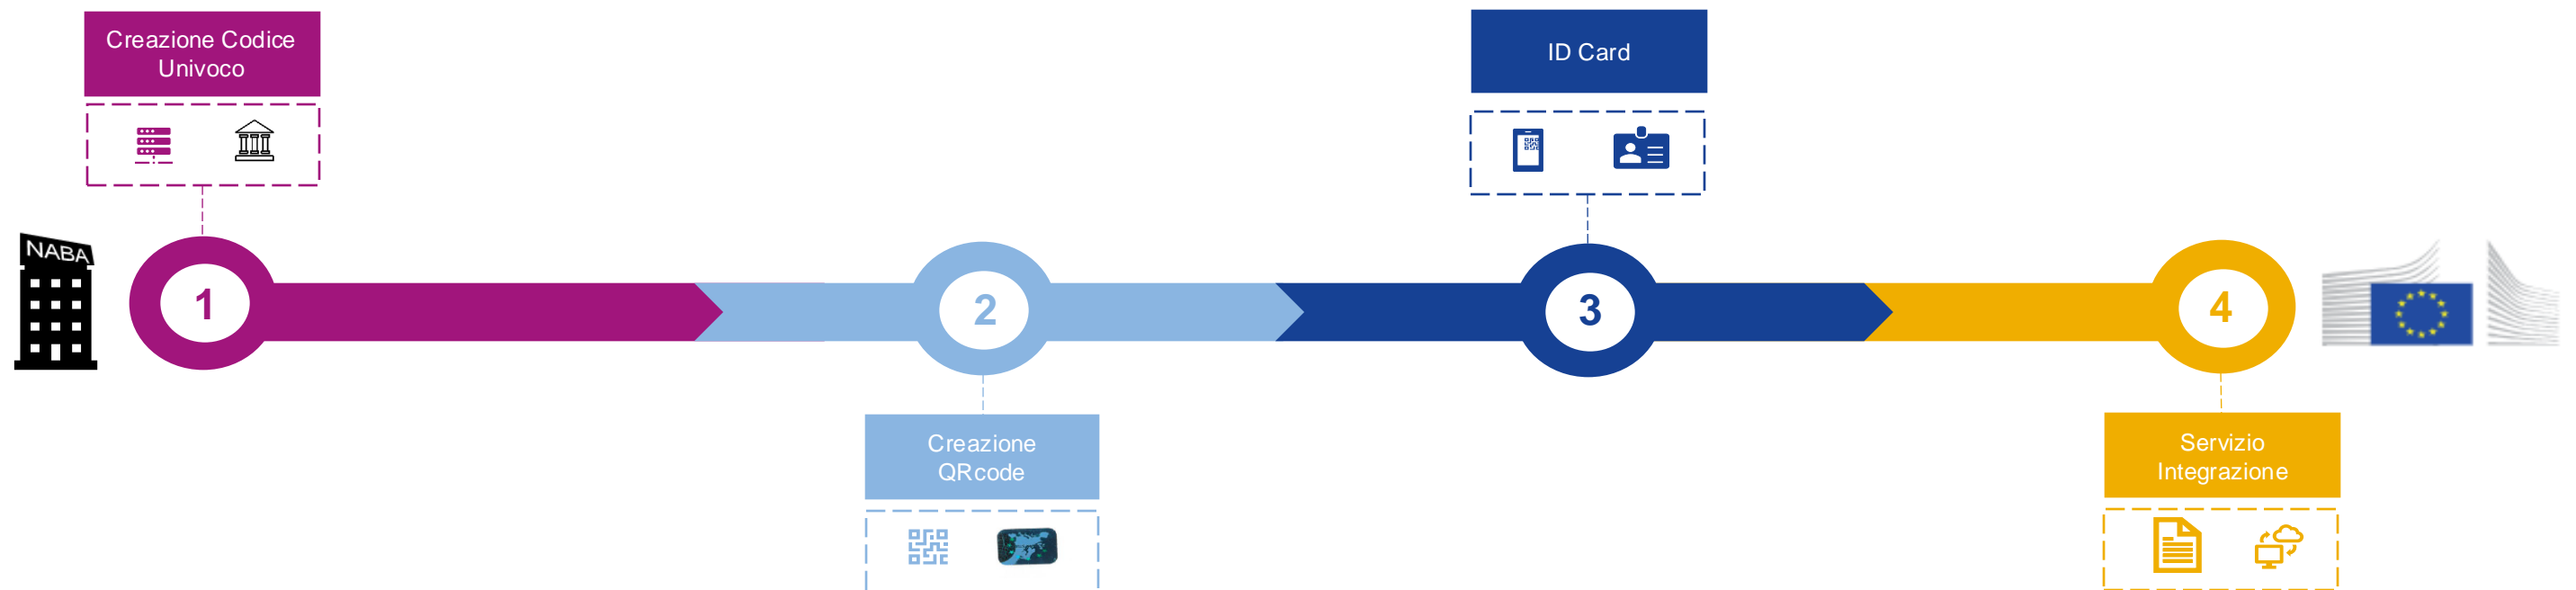 Creazione Codice
Univoco
ID Card
NABA
1
2
3
4
Creazione
QRcode
Servizio
Integrazione